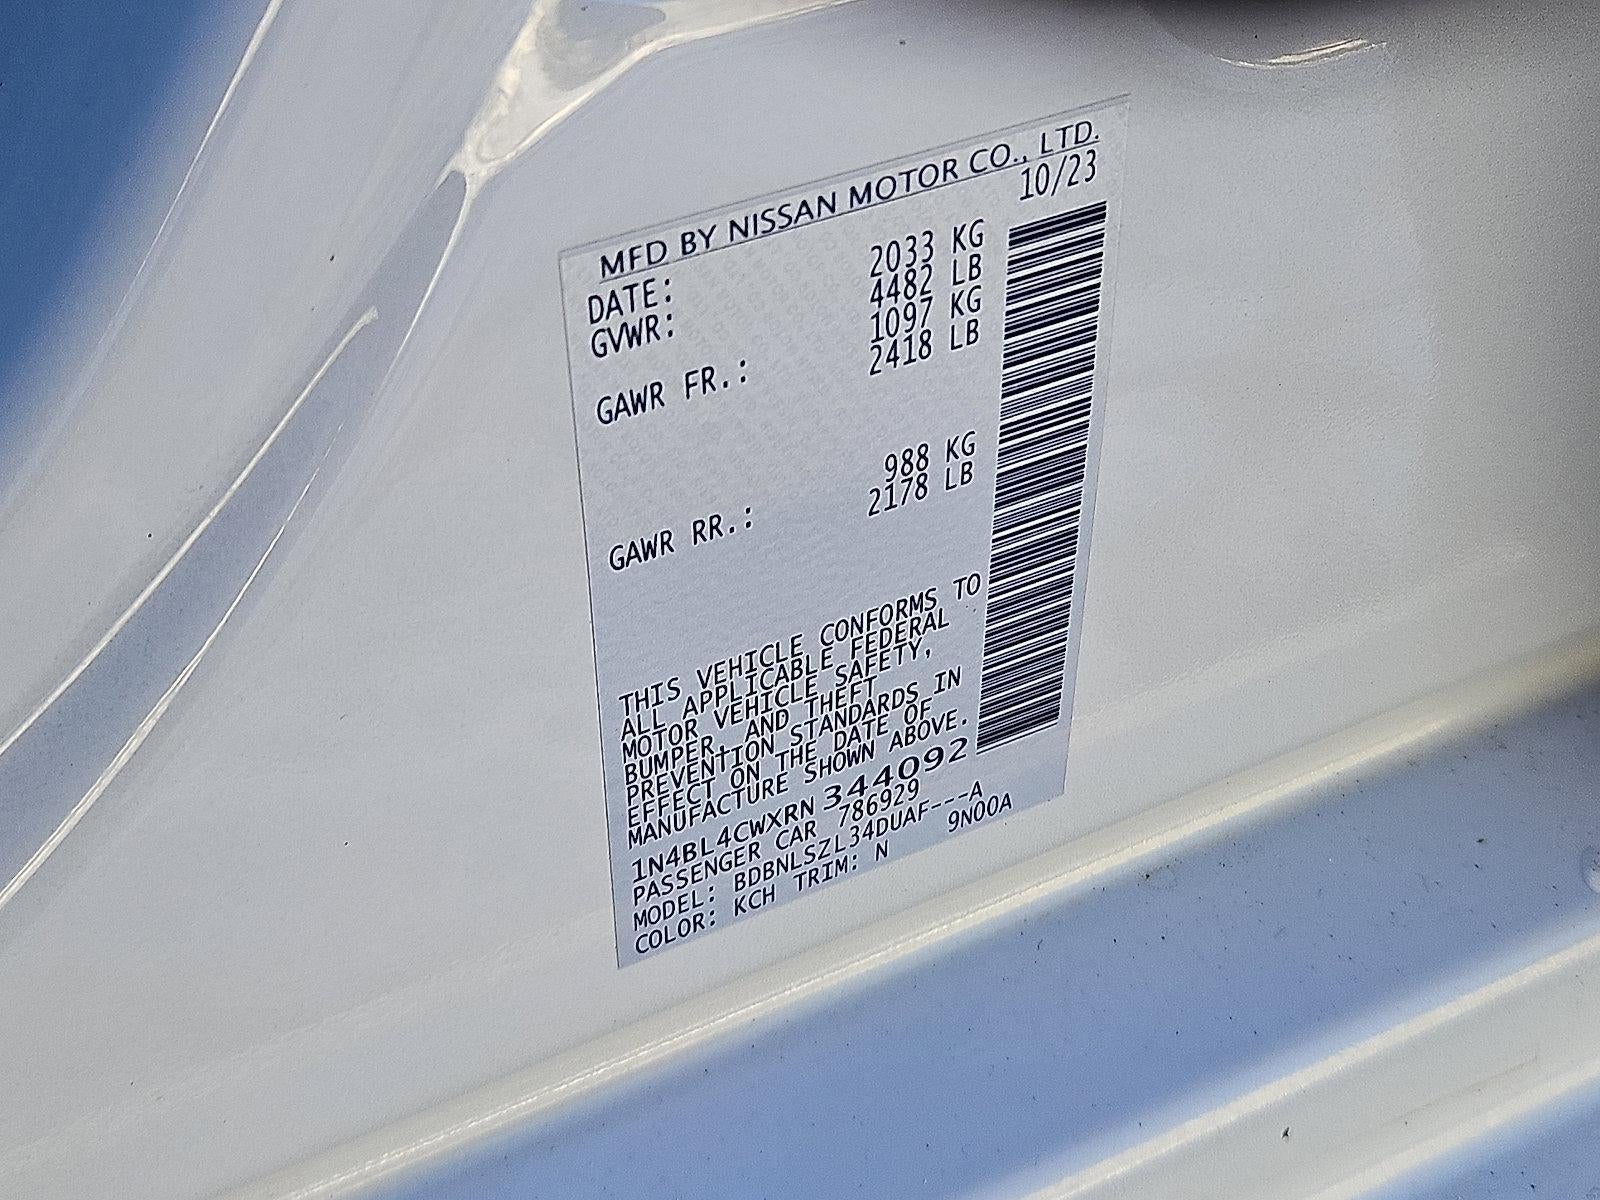 MFD BY NISSAN MOTOR CO., LTD.
DATE: 10/23
GVWR: 2033 KG
4482 LB
GAWR FR.: 1097 KG
2418 LB
GAWR RR.: 988 KG
2178 LB
THIS VEHICLE CONFORMS TO
ALL APPLICABLE FEDERAL
MOTOR VEHICLE SAFETY,
BUMPER, AND THEFT
PREVENTION STANDARDS IN
EFFECT ON THE DATE OF
MANUFACTURE SHOWN ABOVE.
1N4BL4CWXRN344092
PASSENGER CAR 786929
MODEL: BDBNLSZL34DUAF---A
COLOR: KCH TRIM: N 9N00A